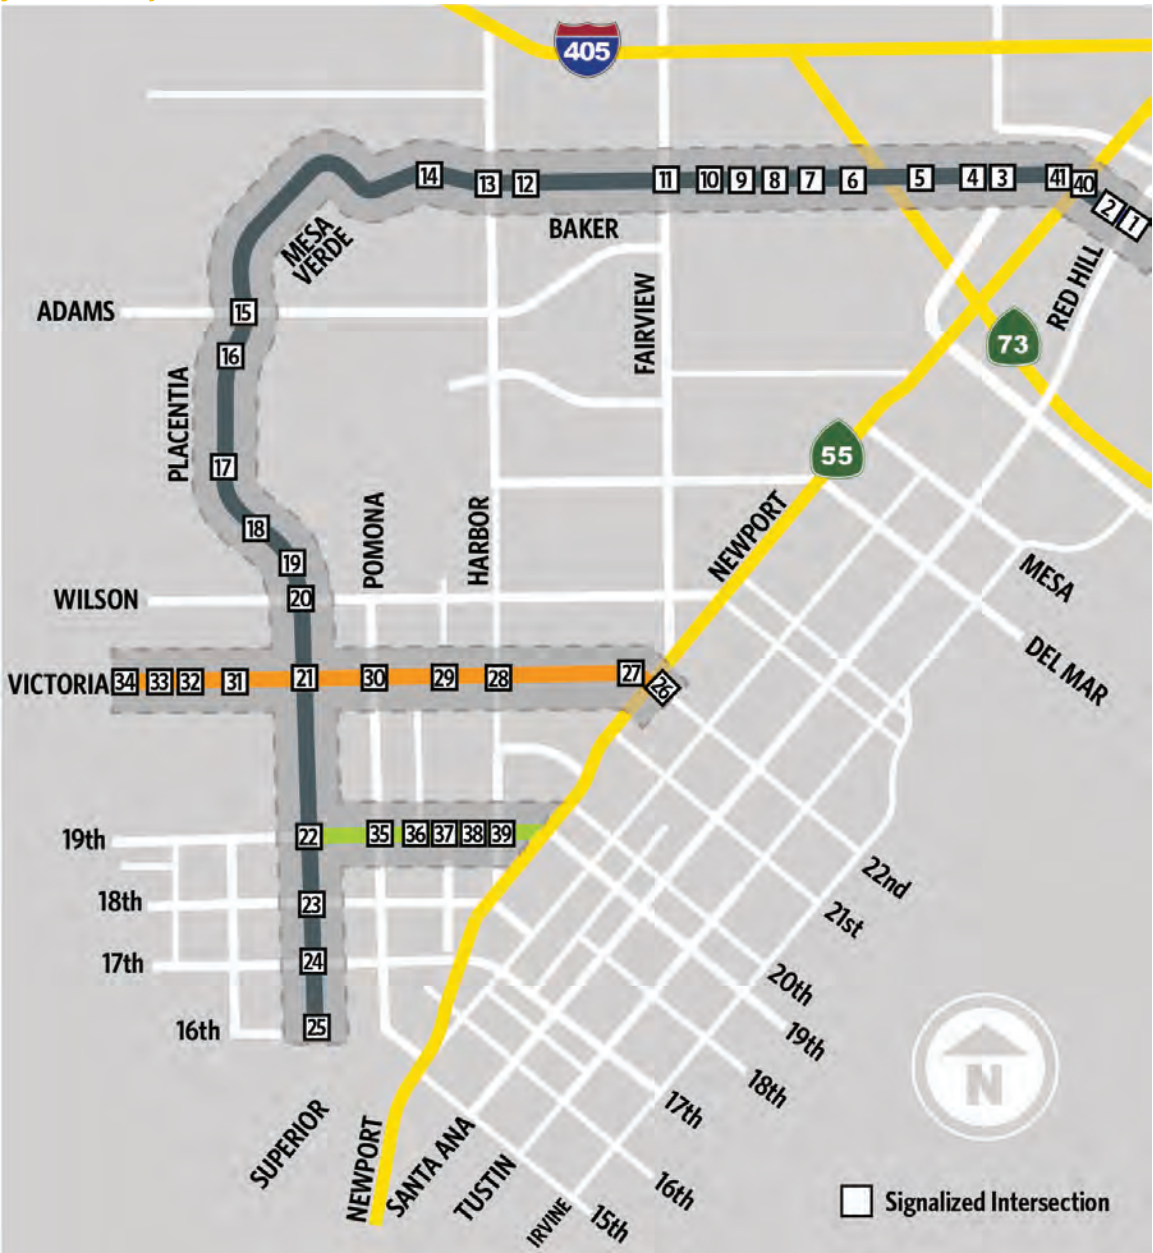 405
14
13
12
11
10
9
8
7
6
5
4
3
41
40
2
1
MESA
VERDE
BAKER
RED HILL
ADAMS
15
FAIRVIEW
73
16
PLACENTIA
55
17
NEWPORT
18
POMONA
HARBOR
19
MESA
WILSON
20
DEL MAR
VICTORIA
34
33
32
31
21
30
29
28
27
26
19th
22
35
36
37
38
39
22nd
18th
23
21st
17th
24
20th
16th
25
19th
18th
17th
SUPERIOR
NEWPORT
SANTA ANA
TUSTIN
IRVINE
16th
15th
N
Signalized Intersection